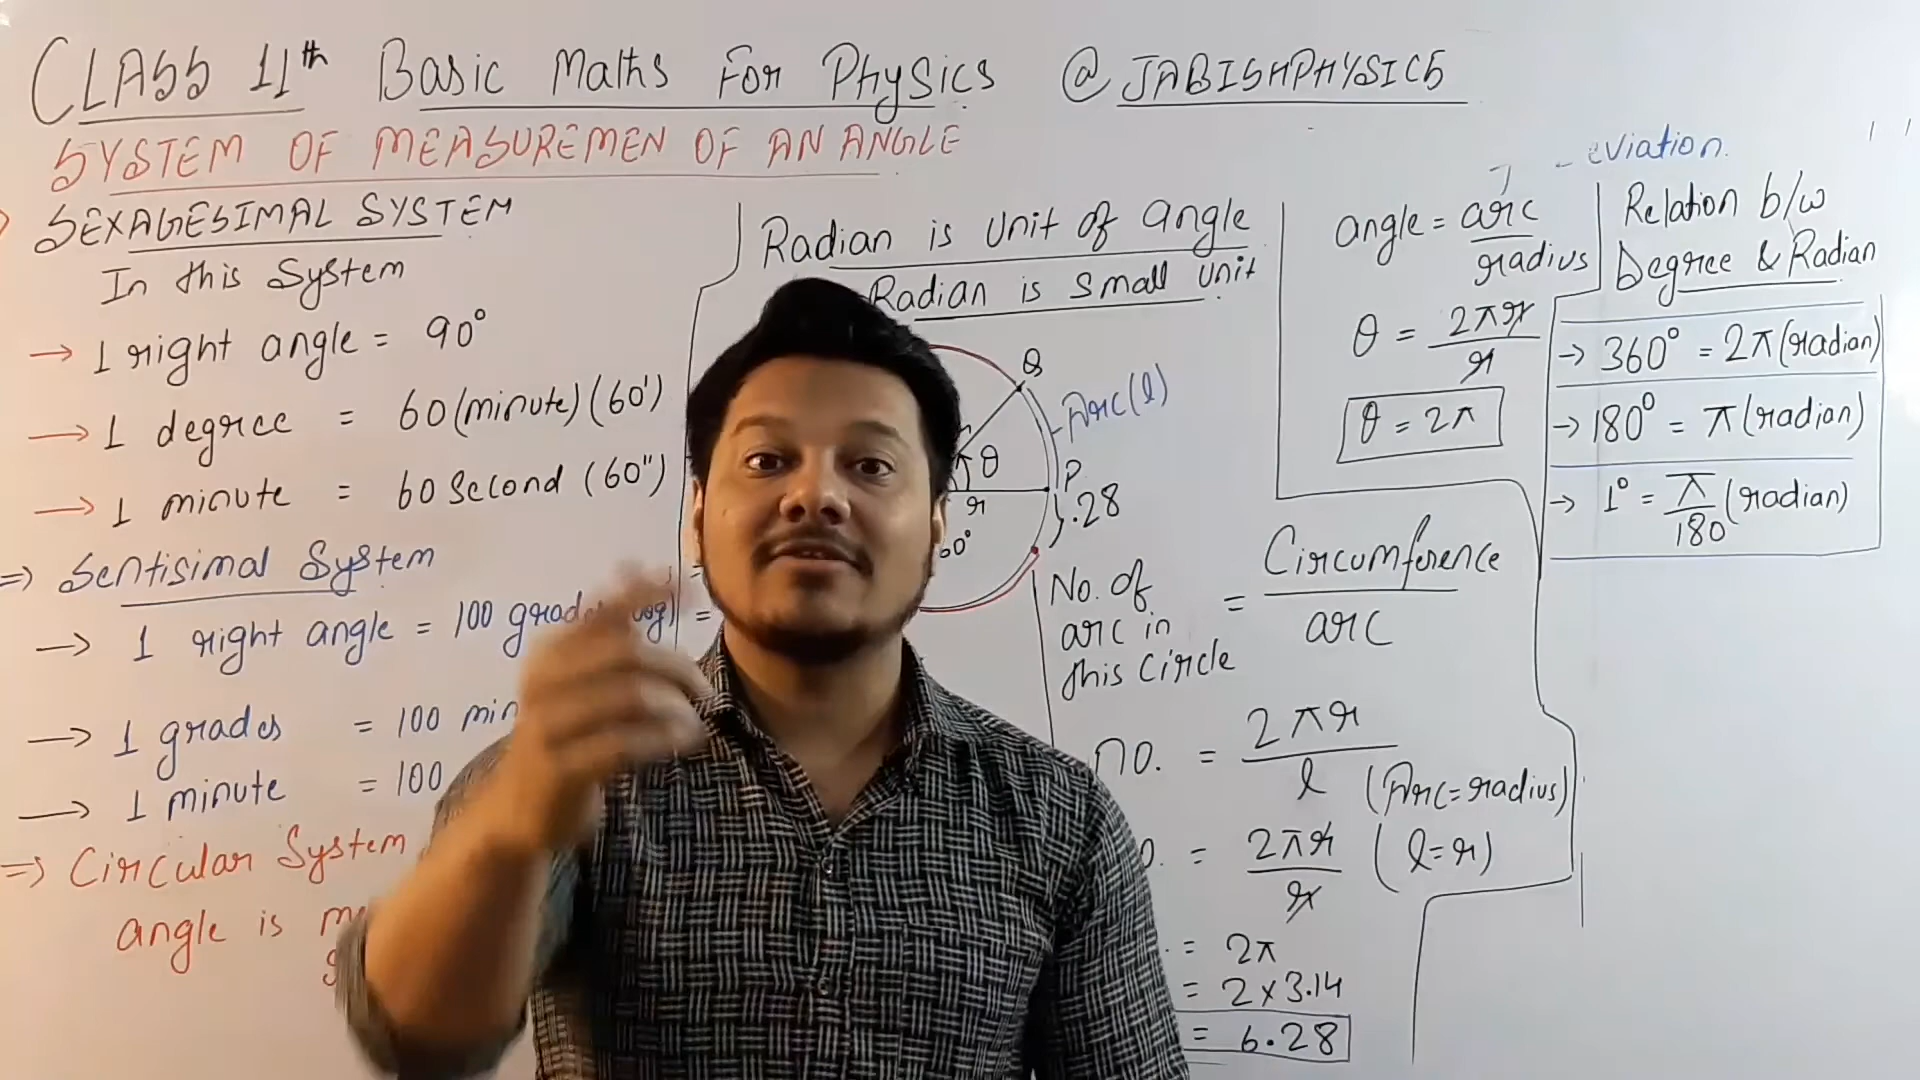 CLASS 11th Basic Maths For Physics @JABISHPHYSICS
SYSTEM OF MEASUREMEN OF AN ANGLE
SEXAGESIMAL SYSTEM
In this System
→ 1 right angle = 90°
→ 1 degree = 60(minute)(60')
→ 1 minute = 60 Second (60")
⇒ Sentisimal System
→ 1 right angle = 100 grades
→ 1 grades = 100 min
→ 1 minute = 100
⇒ Circular System
angle is
Radian is Unit of angle
Radian is Small Unit
Q
Arc(l)
θ
P
r
.28
60°
No. of
arc in
this Circle
= Circumference
arc
no. = 2πr
l
(Arc=radius)
= 2πr
r
(l=r)
= 2π
= 2×3.14
= 6.28
eviation.
angle = arc
radius
θ = 2πr
r
θ = 2π
Relation b/w
Degree & Radian
→ 360° = 2π(radian)
→ 180° = π(radian)
→ 1° = π
180
(radian)